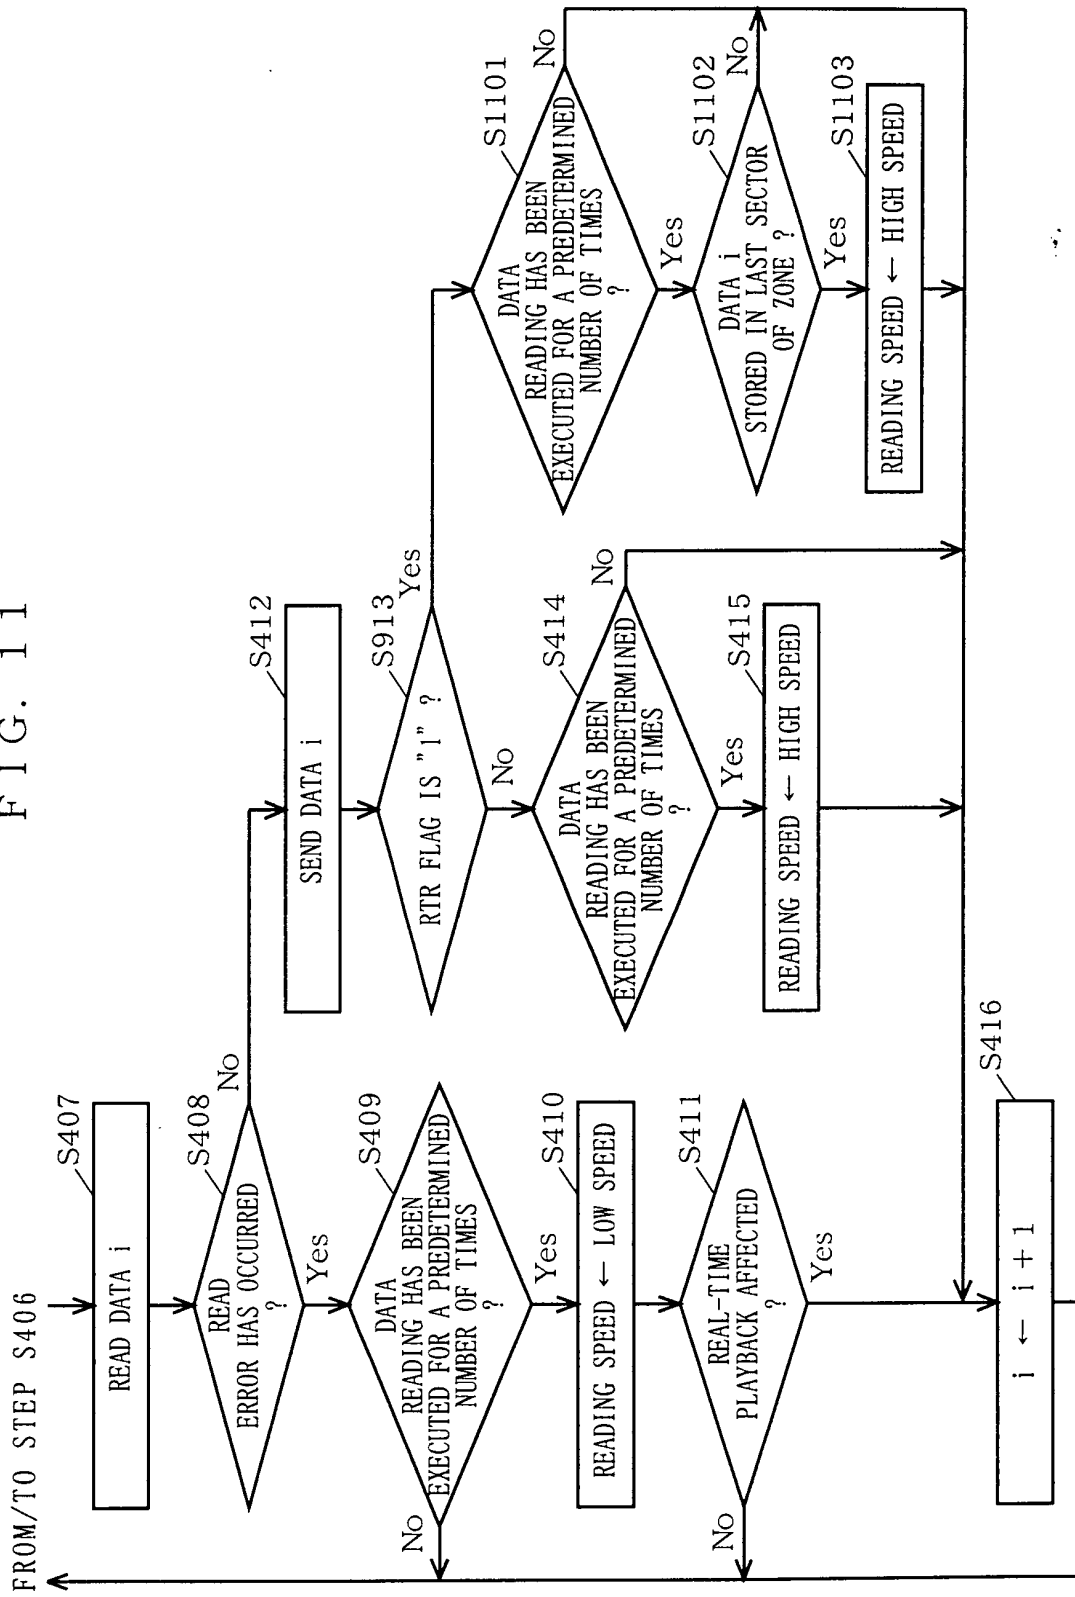 FIG. 11
FROM/TO STEP S406
S407
READ DATA i
S408
READ
ERROR HAS OCCURRED
?
No
Yes
S409
DATA
READING HAS BEEN
EXECUTED FOR A PREDETERMINED
NUMBER OF TIMES
?
No
Yes
S410
READING SPEED ← LOW SPEED
S411
REAL-TIME
PLAYBACK AFFECTED
?
No
Yes
S412
SEND DATA i
S913
RTR FLAG IS "1" ?
Yes
No
S414
DATA
READING HAS BEEN
EXECUTED FOR A PREDETERMINED
NUMBER OF TIMES
?
No
Yes
S415
READING SPEED ← HIGH SPEED
S1101
DATA
READING HAS BEEN
EXECUTED FOR A PREDETERMINED
NUMBER OF TIMES
?
No
Yes
S1102
DATA i
STORED IN LAST SECTOR
OF ZONE ?
No
Yes
S1103
READING SPEED ← HIGH SPEED
S416
i ← i + 1